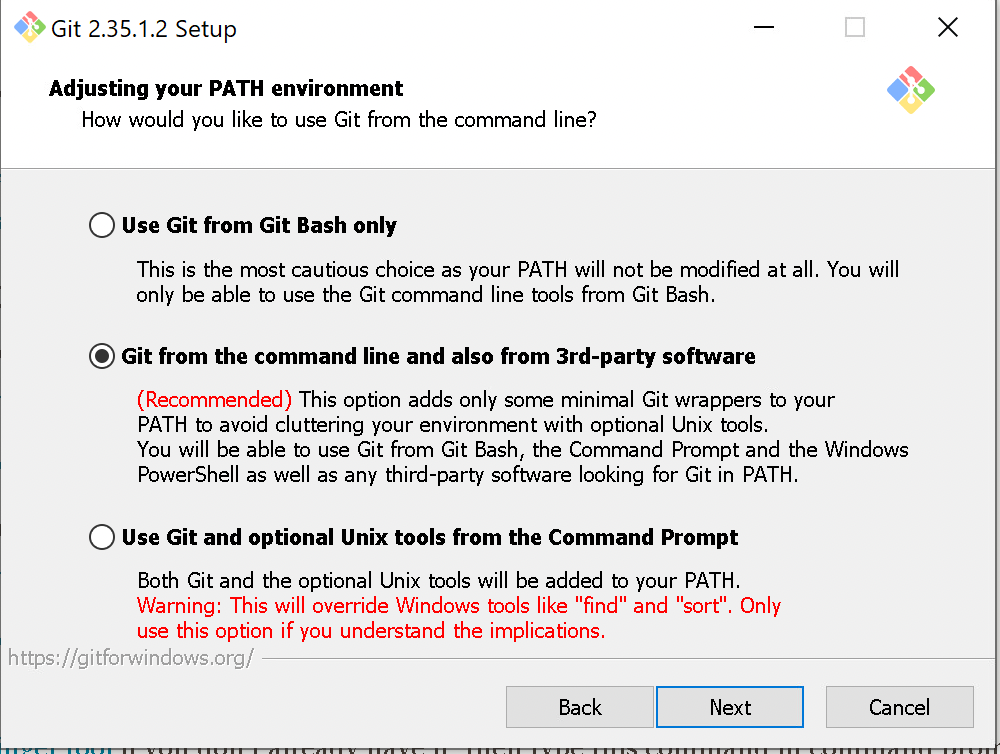 Git 2.35.1.2 Setup
Adjusting your PATH environment
How would you like to use Git from the command line?
Use Git from Git Bash only
This is the most cautious choice as your PATH will not be modified at all. You will
only be able to use the Git command line tools from Git Bash.
Git from the command line and also from 3rd-party software
(Recommended) This option adds only some minimal Git wrappers to your
PATH to avoid cluttering your environment with optional Unix tools.
You will be able to use Git from Git Bash, the Command Prompt and the Windows
PowerShell as well as any third-party software looking for Git in PATH.
Use Git and optional Unix tools from the Command Prompt
Both Git and the optional Unix tools will be added to your PATH.
Warning: This will override Windows tools like "find" and "sort". Only
use this option if you understand the implications.
https://gitforwindows.org/
Back Next Cancel